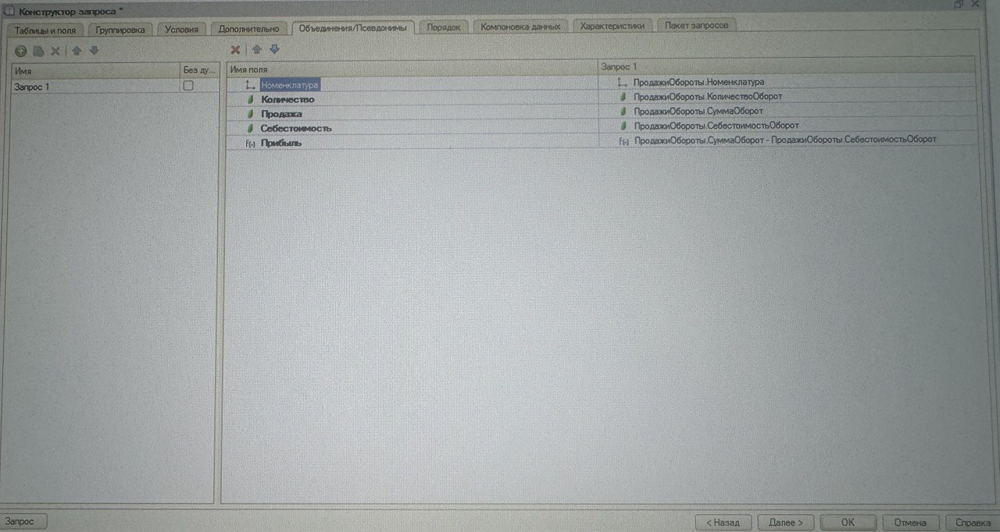 Конструктор запроса *
Таблицы и поля Группировка Условия Дополнительно Объединения/Псевдонимы Порядок Компоновка данных Характеристики Пакет запросов
Имя Без ду... Имя поля Запрос 1
Запрос 1 Номенклатура ПродажиОбороты.Номенклатура
Количество ПродажиОбороты.КоличествоОборот
Продажа ПродажиОбороты.СуммаОборот
Себестоимость ПродажиОбороты.СебестоимостьОборот
Прибыль ПродажиОбороты.СуммаОборот - ПродажиОбороты.СебестоимостьОборот
Запрос < Назад Далее > ОК Отмена Справка